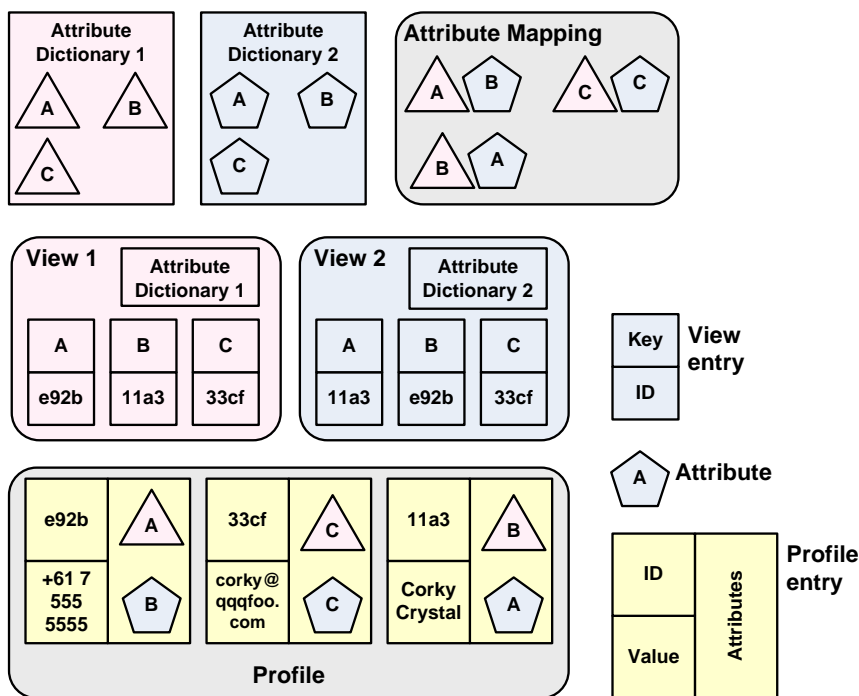 Attribute
Dictionary 1
A
B
C
Attribute
Dictionary 2
A
B
C
Attribute Mapping
A
B
C
C
B
A
View 1
Attribute
Dictionary 1
A
B
C
e92b
11a3
33cf
View 2
Attribute
Dictionary 2
A
B
C
11a3
e92b
33cf
Key
ID
View
entry
A
Attribute
e92b
A
+61 7
555
5555
B
33cf
C
corky@
qqqfoo.
com
C
11a3
B
Corky
Crystal
A
Profile
ID
Value
Attributes
Profile
entry